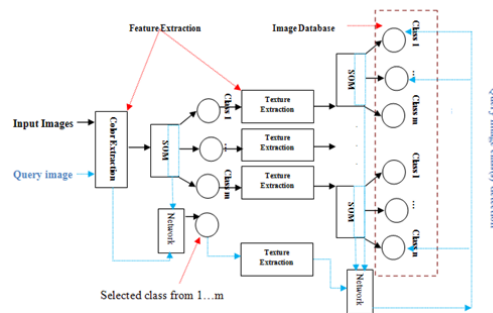 Feature Extraction
Image Database
Class 1
Texture
Extraction
SOM
...
Class 1
Input Images
Color Extraction
SOM
...
Texture
Extraction
Class m
Class 1
Query image
Class m
Texture
Extraction
SOM
...
Network
Class n
Texture
Extraction
Network
Selected class from 1...m